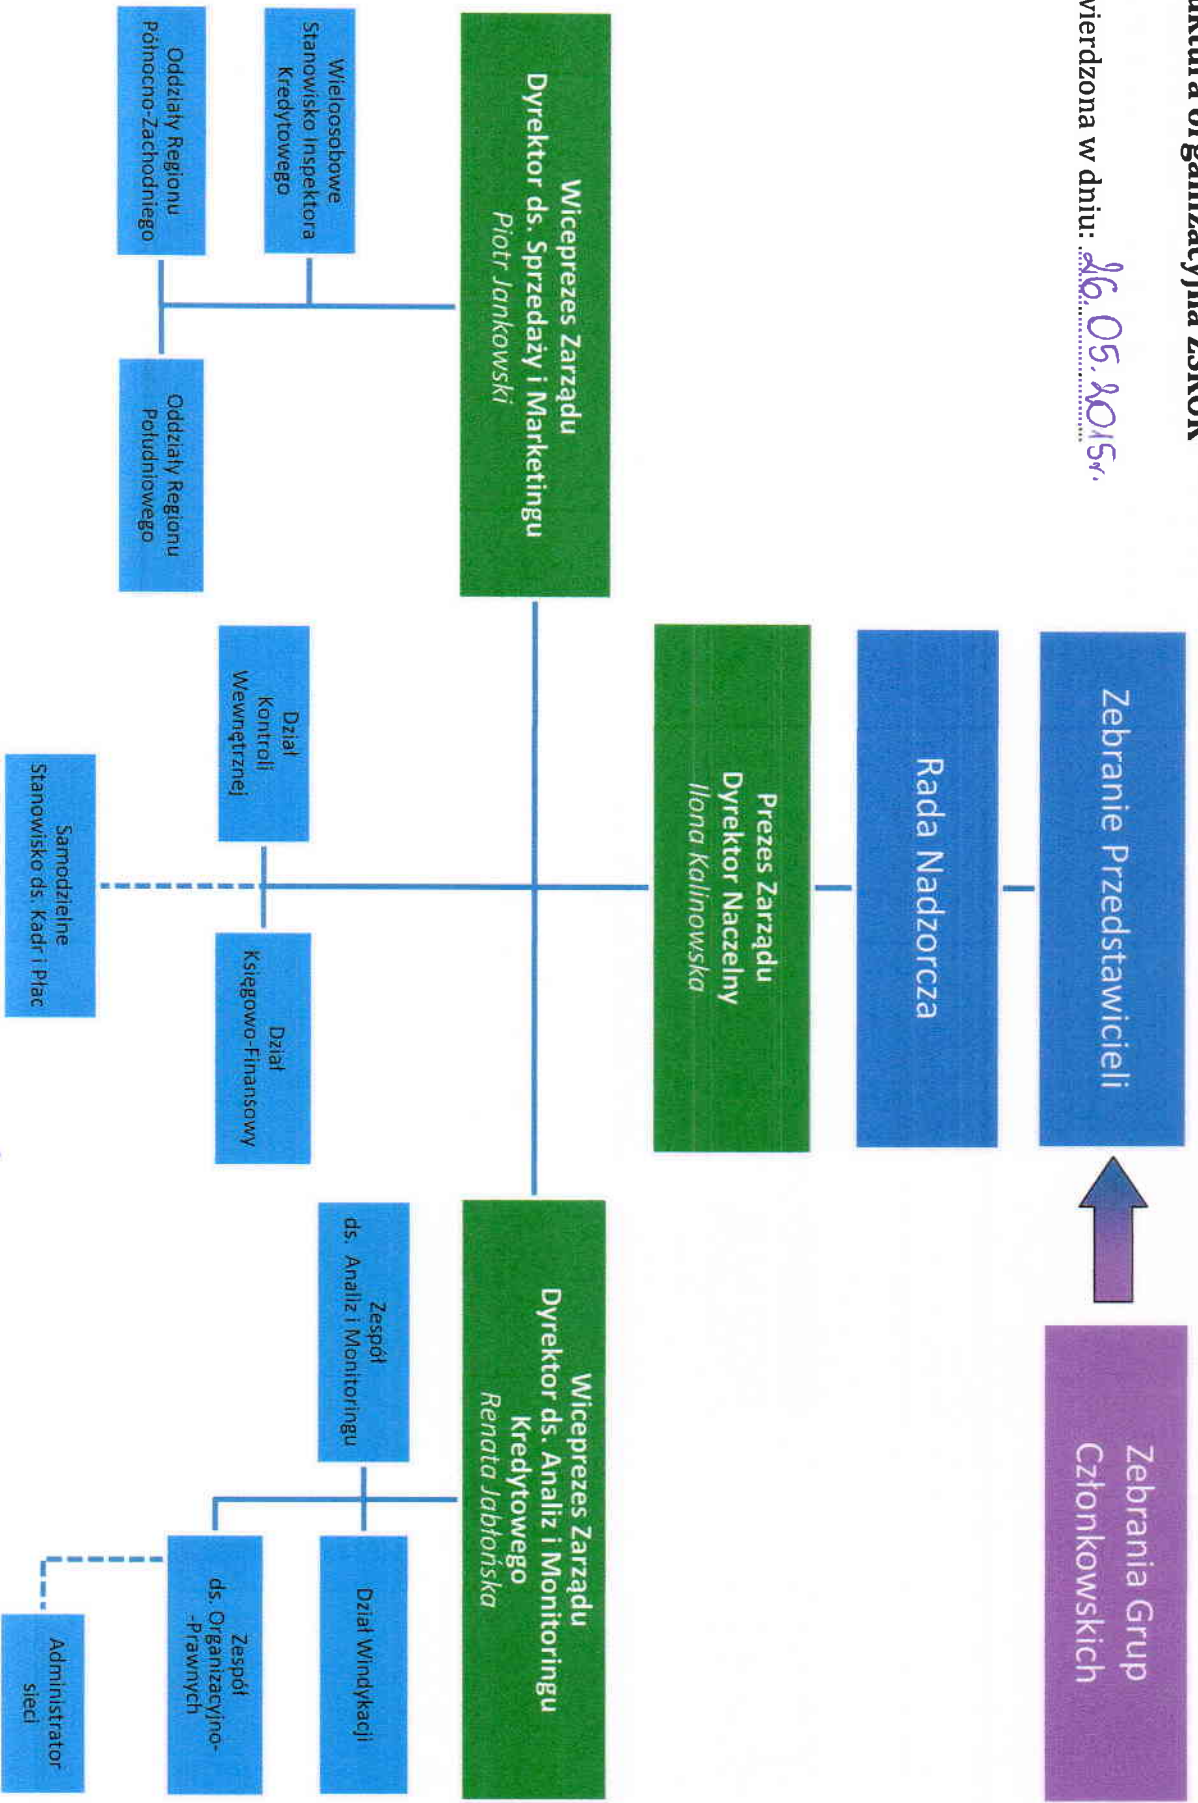 uktura organizacyjna ZSKOK
wierdzona w dniu: 26.05.2015r.
Zebranie Przedstawicieli
Zebrania Grup
Członkowskich
Rada Nadzorcza
Prezes Zarządu
Dyrektor Naczelny
Ilona Kalinowska
Wiceprezes Zarządu
Dyrektor ds. Sprzedaży i Marketingu
Piotr Jankowski
Wiceprezes Zarządu
Dyrektor ds. Analiz i Monitoringu
Kredytowego
Renata Jabłońska
Wieloosobowe
Stanowisko Inspektora
Kredytowego
Oddziały Regionu
Północno-Zachodniego
Oddziały Regionu
Południowego
Dział
Kontroli
Wewnętrznej
Dział
Księgowo-Finansowy
Samodzielne
Stanowisko ds. Kadr i Płac
Zespół
ds. Analiz i Monitoringu
Dział Windykacji
Zespół
ds. Organizacyjno-
-Prawnych
Administrator
sieci